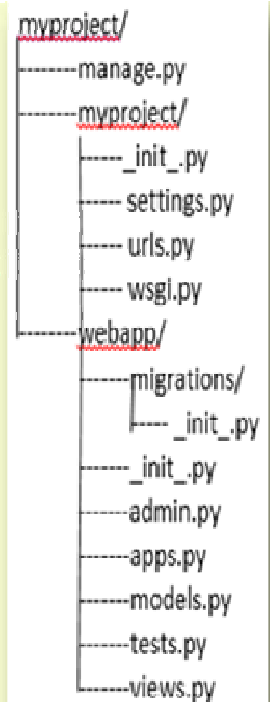 myproject/
manage.py
myproject/
_init_.py
settings.py
urls.py
wsgi.py
webapp/
migrations/
_init_.py
_init_.py
admin.py
apps.py
models.py
tests.py
views.py